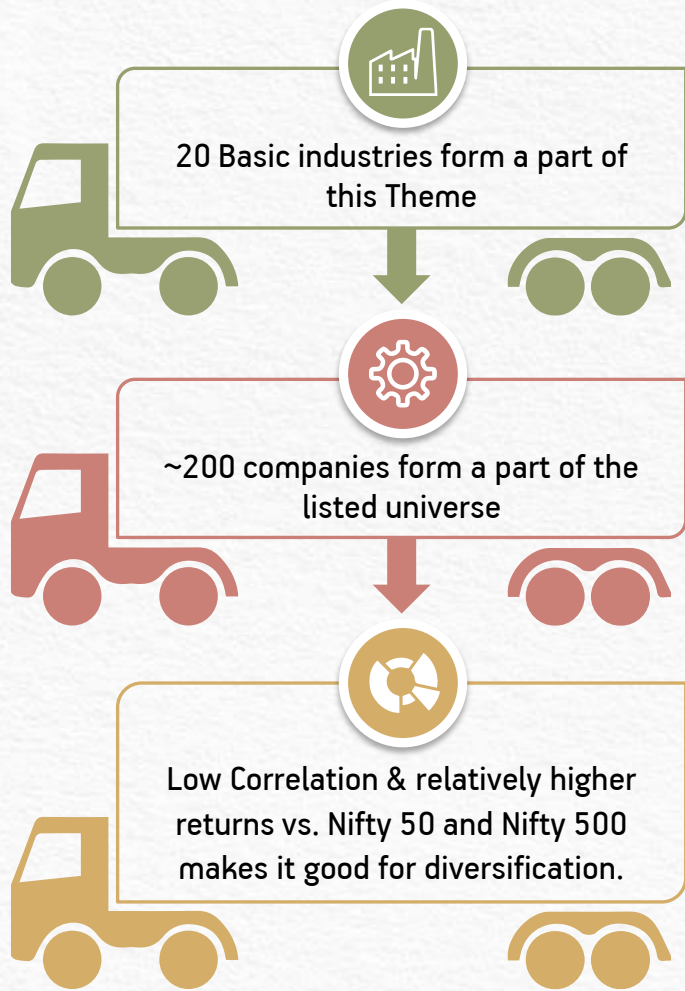 20 Basic industries form a part of
this Theme
~200 companies form a part of the
listed universe
Low Correlation & relatively higher
returns vs. Nifty 50 and Nifty 500
makes it good for diversification.